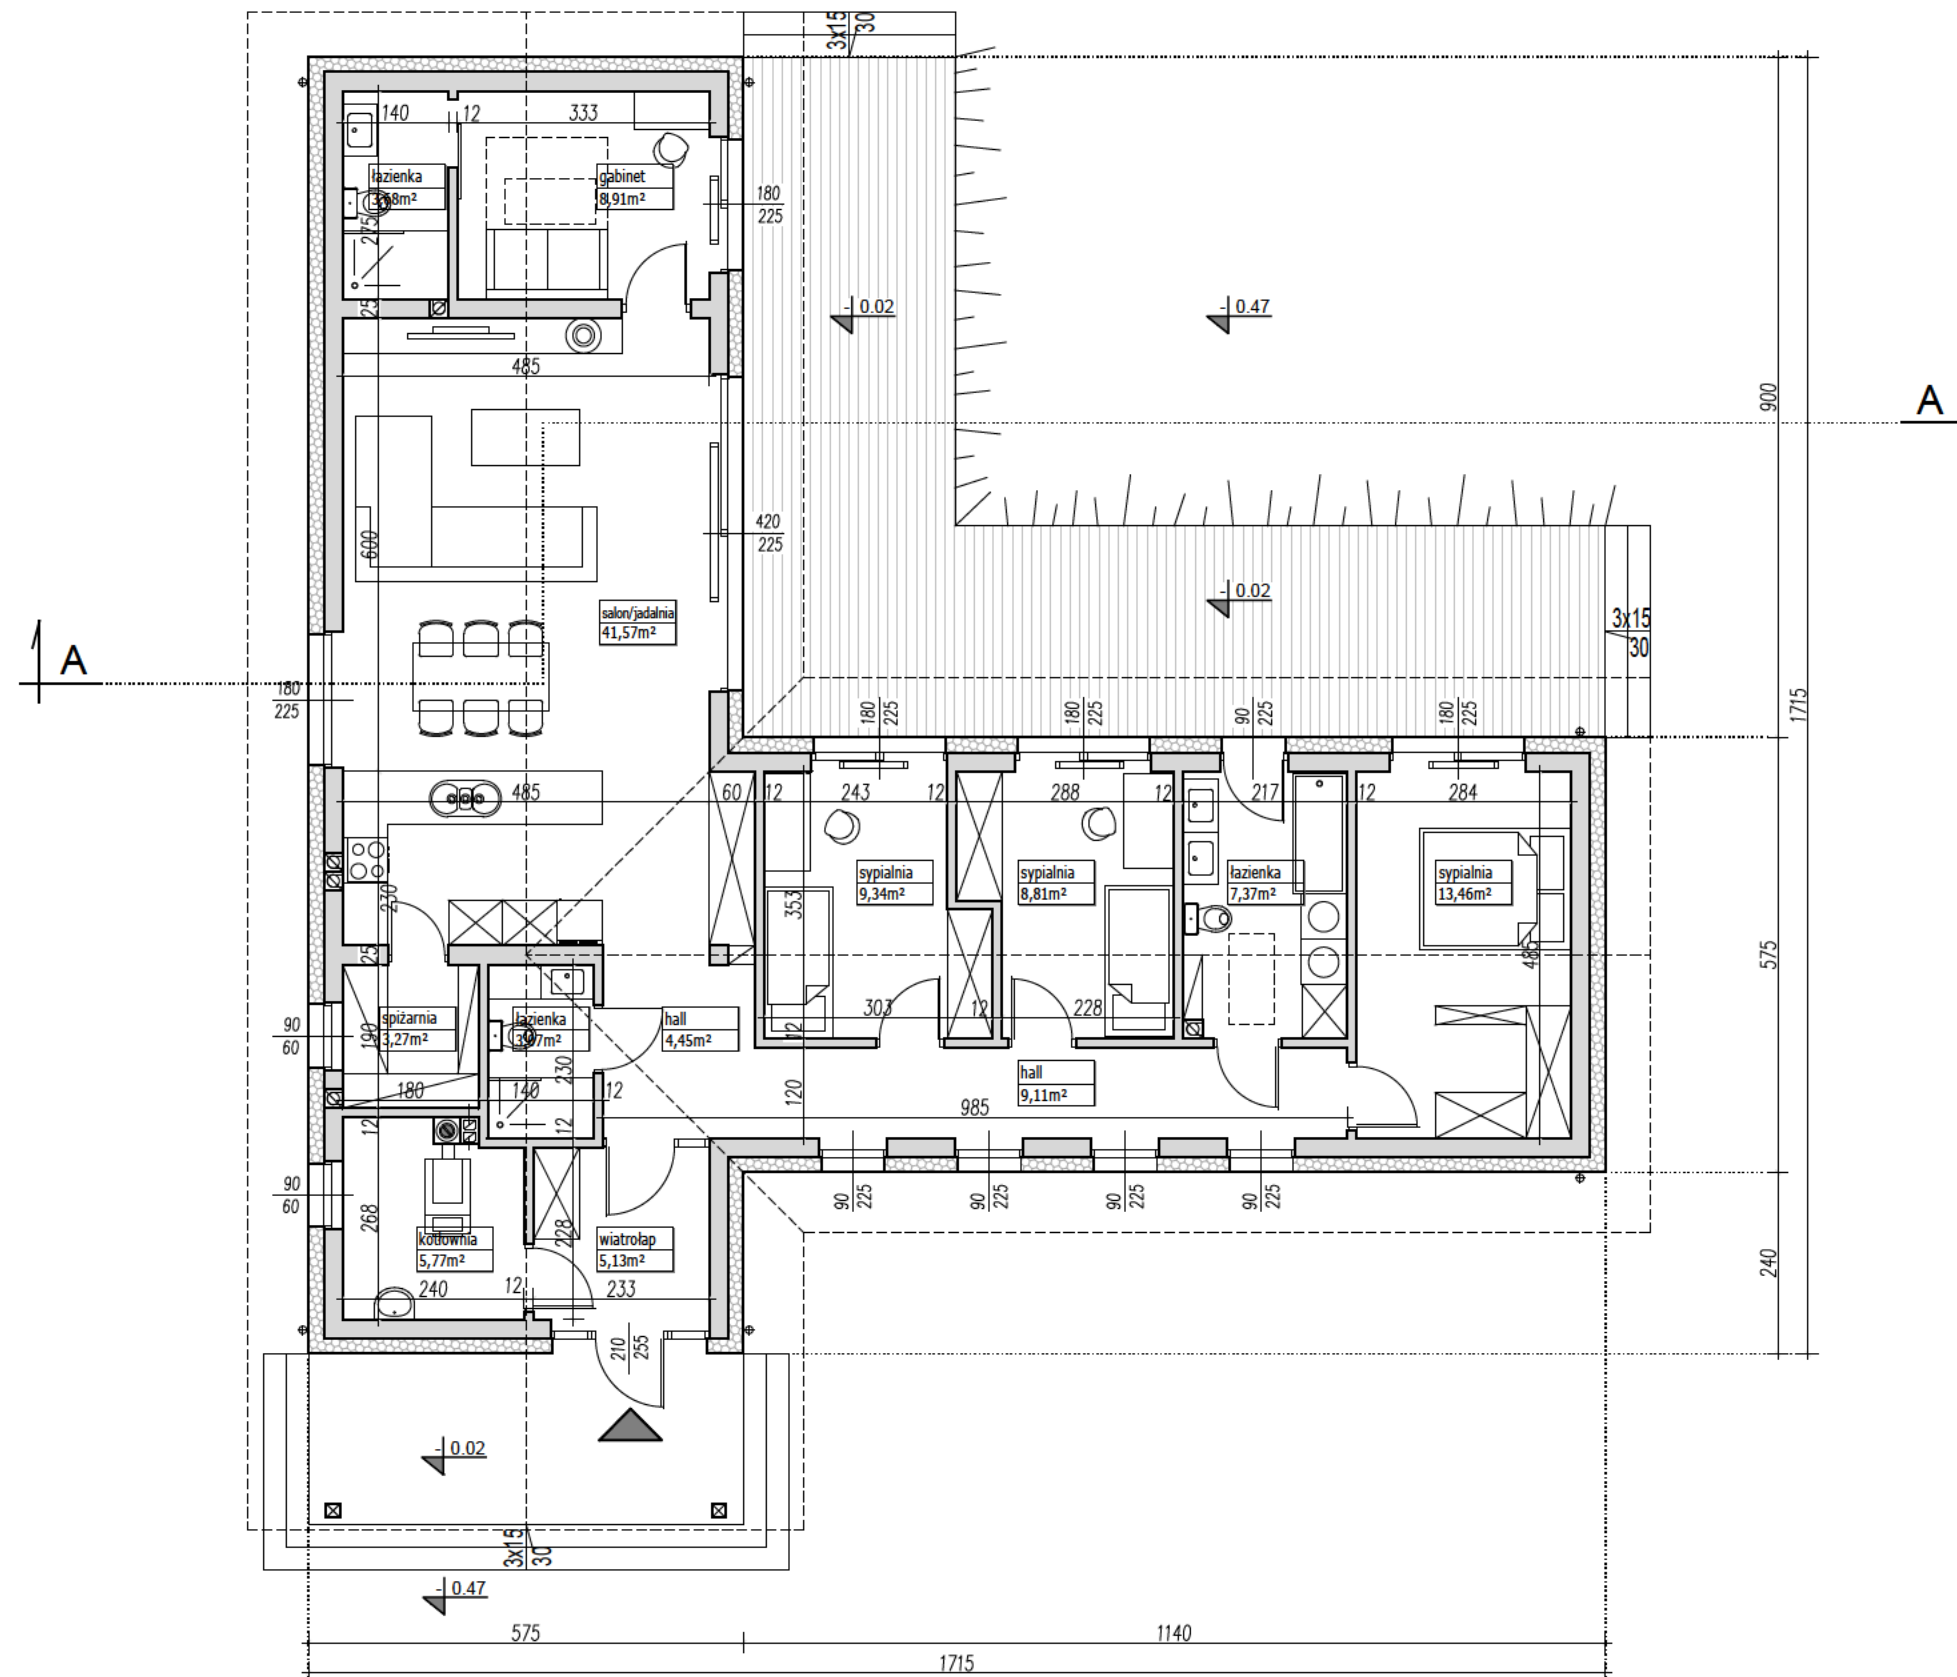 3x15
30
140
12
333
łazienka
3,68m²
gabinet
8,91m²
275
180
225
25
- 0.02
- 0.47
485
900
A
420
225
600
salon/jadalnia
41,57m²
- 0.02
3x15
30
A
180
225
1715
180
225
180
225
90
225
180
225
485
60
12
243
12
288
12
217
12
284
230
353
sypialnia
9,34m²
sypialnia
8,81m²
łazienka
7,37m²
sypialnia
13,46m²
25
485
575
303
12
228
90
60
spiżarnia
3,27m²
190
łazienka
3,07m²
hall
4,45m²
12
230
hall
9,11m²
180
140
12
120
985
12
12
90
60
268
228
90
225
90
225
90
225
90
225
kotłownia
5,77m²
wiatrołap
5,13m²
240
240
12
233
210
255
- 0.02
3x15
30
- 0.47
575
1140
1715